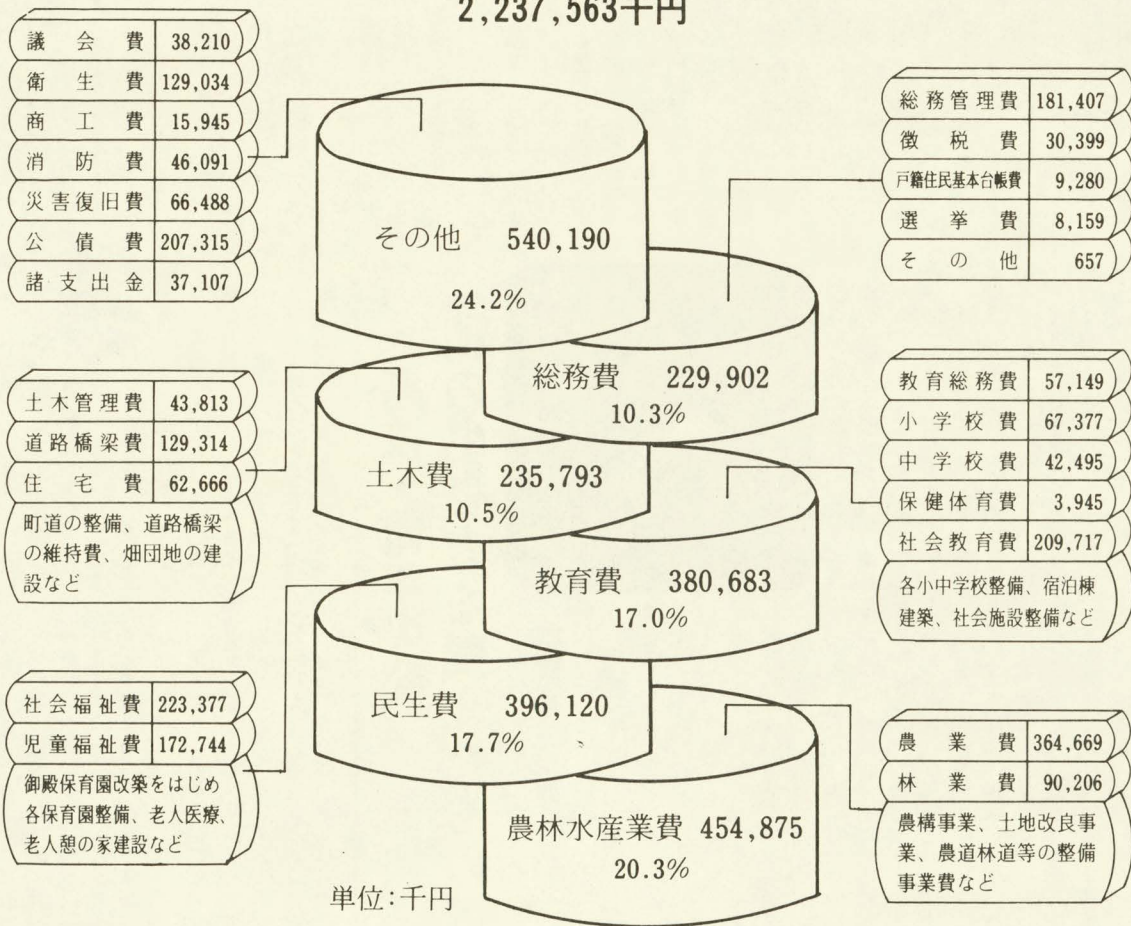 2,237,563千円
議会費 38,210
衛生費 129,034
商工費 15,945
消防費 46,091
災害復旧費 66,488
公債費 207,315
諸支出金 37,107
総務管理費 181,407
徴税費 30,399
戸籍住民基本台帳費 9,280
選挙費 8,159
その他 657
その他 540,190
24.2%
総務費 229,902
10.3%
土木管理費 43,813
道路橋梁費 129,314
住宅費 62,666
町道の整備、道路橋梁
の維持費、畑団地の建
設など
土木費 235,793
10.5%
教育総務費 57,149
小学校費 67,377
中学校費 42,495
保健体育費 3,945
社会教育費 209,717
各小中学校整備、宿泊棟
建築、社会施設整備など
教育費 380,683
17.0%
社会福祉費 223,377
児童福祉費 172,744
御殿保育園改築をはじめ
各保育園整備、老人医療、
老人憩の家建設など
民生費 396,120
17.7%
農業費 364,669
林業費 90,206
農構事業、土地改良事
業、農道林道等の整備
事業費など
農林水産業費 454,875
20.3%
単位:千円